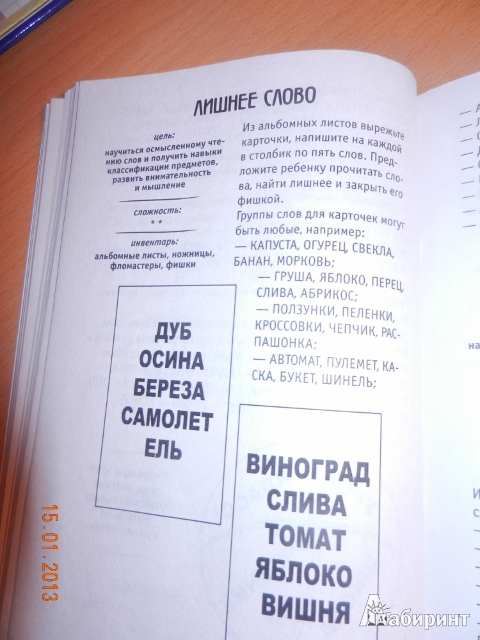 ЛИШНЕЕ СЛОВО
цель:
научиться осмысленному чте-
нию слов и получить навыки
классификации предметов,
развить внимательность
и мышление
сложность:
* *
инвентарь:
альбомные листы, ножницы,
фломастеры, фишки
Из альбомных листов вырежьте
карточки, напишите на каждой
в столбик по пять слов. Пред-
ложите ребенку прочитать сло-
ва, найти лишнее и закрыть его
фишкой.
Группы слов для карточек могут
быть любые, например:
— КАПУСТА, ОГУРЕЦ, СВЕКЛА,
БАНАН, МОРКОВЬ;
— ГРУША, ЯБЛОКО, ПЕРЕЦ,
СЛИВА, АБРИКОС;
— ПОЛЗУНКИ, ПЕЛЕНКИ,
КРОССОВКИ, ЧЕПЧИК, РАС-
ПАШОНКА;
— АВТОМАТ, ПУЛЕМЕТ, КА-
СКА, БУКЕТ, ШИНЕЛЬ;
ДУБ
ОСИНА
БЕРЕЗА
САМОЛЕТ
ЕЛЬ
ВИНОГРАД
СЛИВА
ТОМАТ
ЯБЛОКО
ВИШНЯ
15.01.2013
Лабиринт